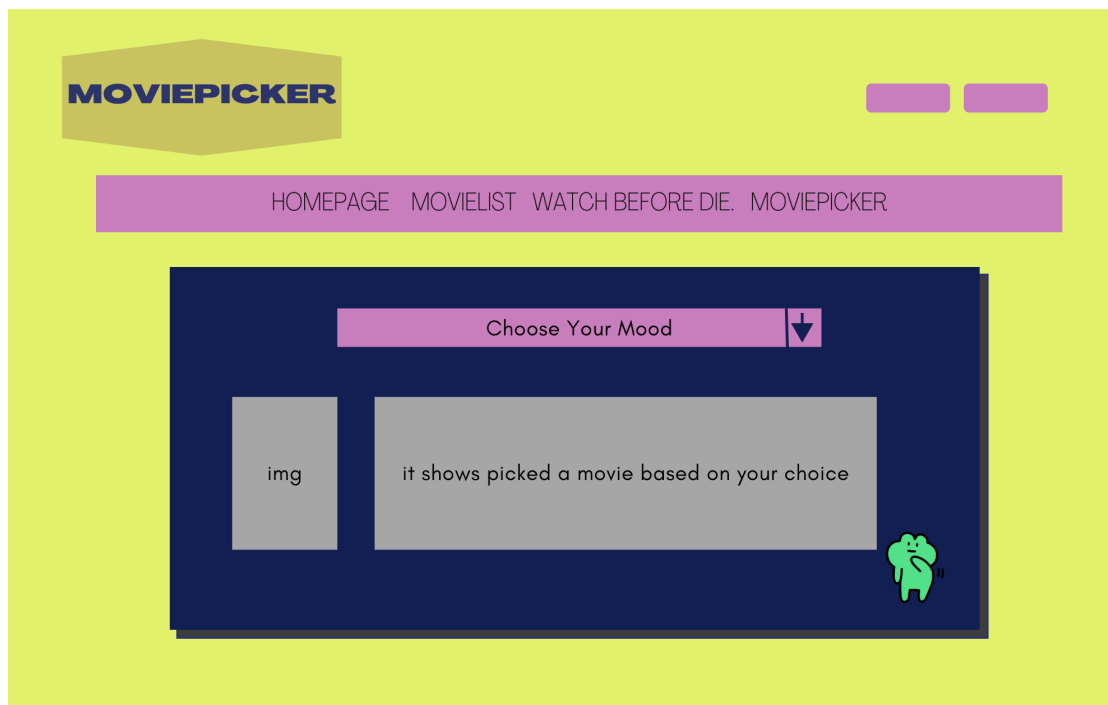 MOVIEPICKER
HOMEPAGE MOVIELIST WATCH BEFORE DIE. MOVIEPICKER
Choose Your Mood
img
it shows picked a movie based on your choice